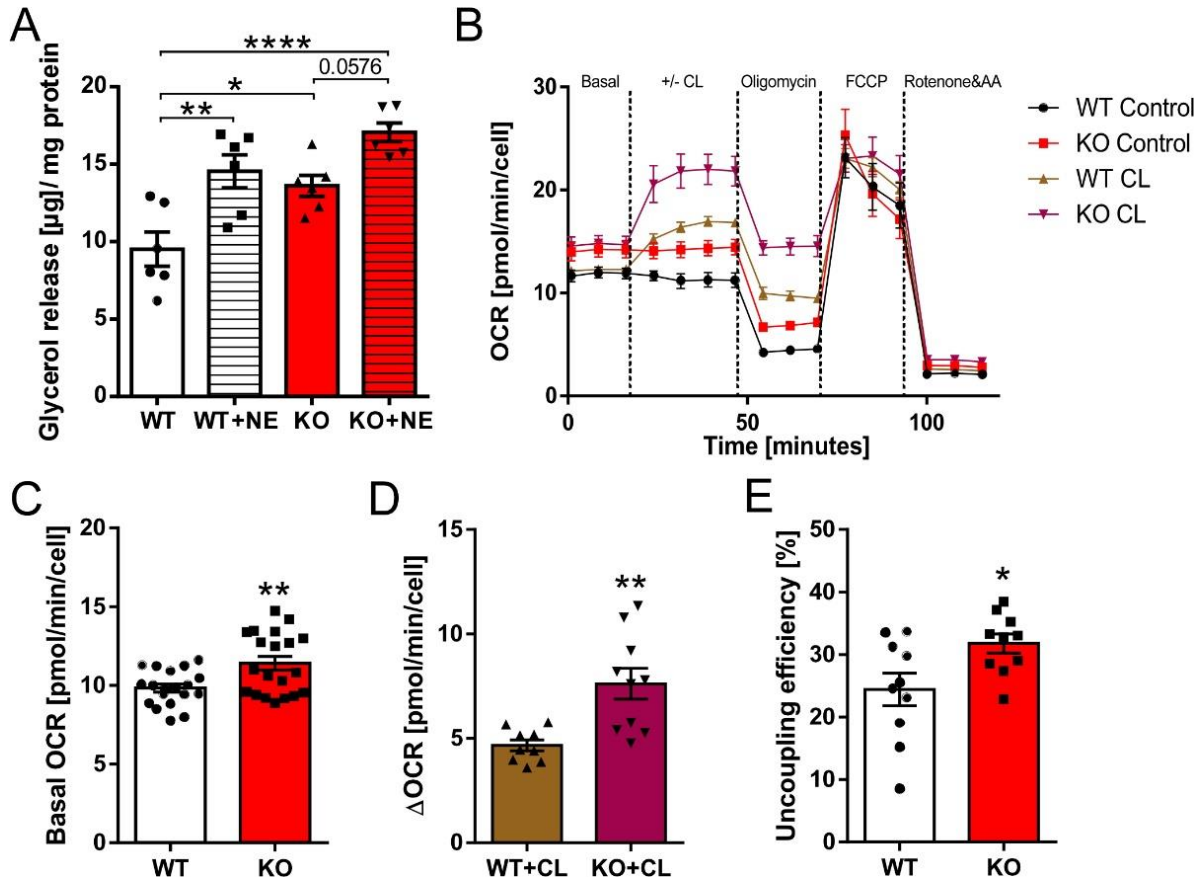 A
Glycerol release [µg]/ mg protein
20
15
10
5
0
****
0.0576
*
**
WT
WT+NE
KO
KO+NE
B
OCR [pmol/min/cell]
30
20
10
0
Basal
+/- CL
Oligomycin
FCCP
Rotenone&AA
0
50
100
Time [minutes]
WT Control
KO Control
WT CL
KO CL
C
Basal OCR [pmol/min/cell]
20
15
10
5
0
**
WT
KO
D
ΔOCR [pmol/min/cell]
15
10
5
0
**
WT+CL
KO+CL
E
Uncoupling efficiency [%]
50
40
30
20
10
0
*
WT
KO